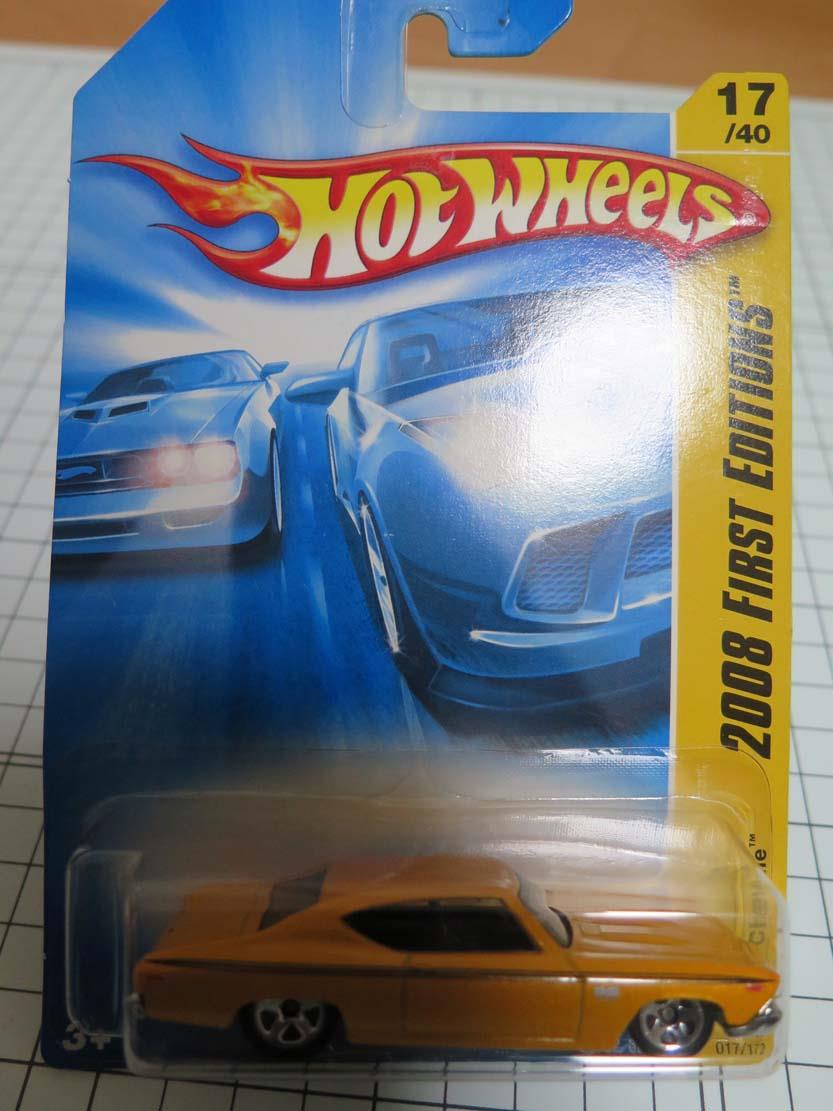 17
/40
HOT WHEELS
2008 FIRST EDITIONS™
3+
017/172